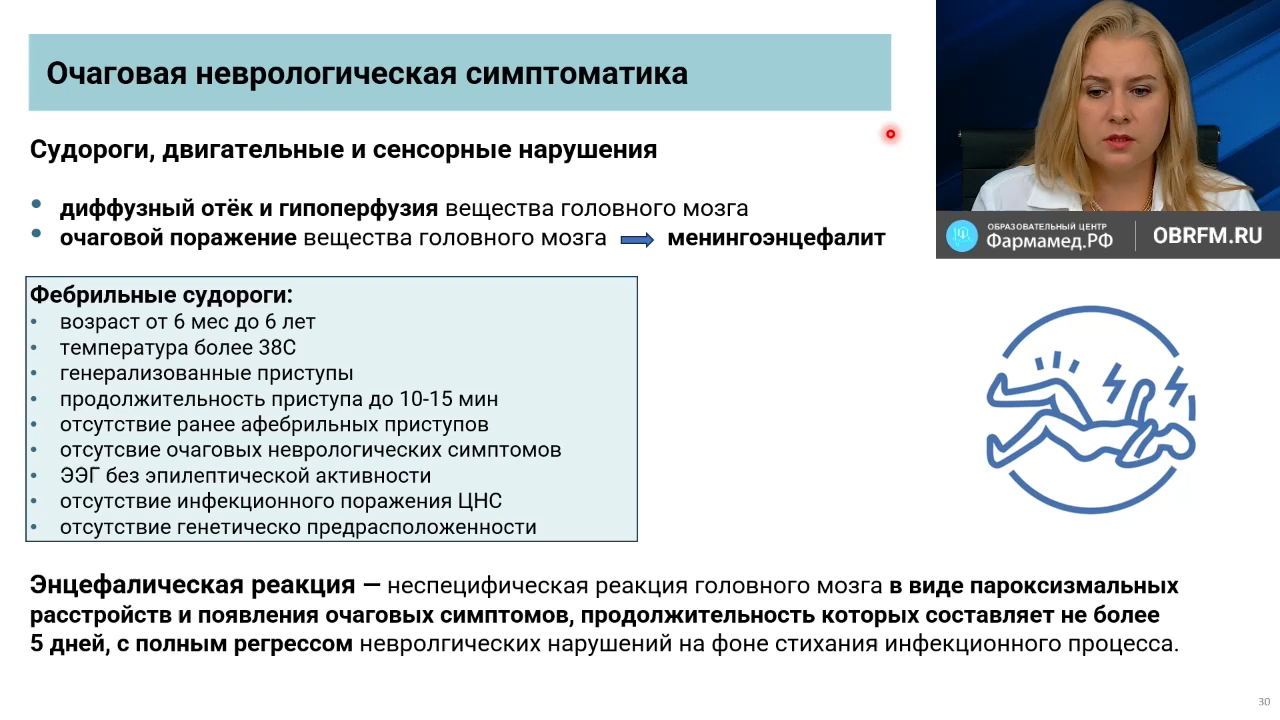 Очаговая неврологическая симптоматика
Судороги, двигательные и сенсорные нарушения
• диффузный отёк и гипоперфузия вещества головного мозга
• очаговой поражение вещества головного мозга менингоэнцефалит
ОБРАЗОВАТЕЛЬНЫЙ ЦЕНТР
Фармамед.РФ
OBRFM.RU
Фебрильные судороги:
• возраст от 6 мес до 6 лет
• температура более 38С
• генерализованные приступы
• продолжительность приступа до 10-15 мин
• отсутствие ранее афебрильных приступов
• отсутсвие очаговых неврологических симптомов
• ЭЭГ без эпилептической активности
• отсутствие инфекционного поражения ЦНС
• отсутствие генетическо предрасположенности
Энцефалическая реакция — неспецифическая реакция головного мозга в виде пароксизмальных
расстройств и появления очаговых симптомов, продолжительность которых составляет не более
5 дней, с полным регрессом неврологических нарушений на фоне стихания инфекционного процесса.
30